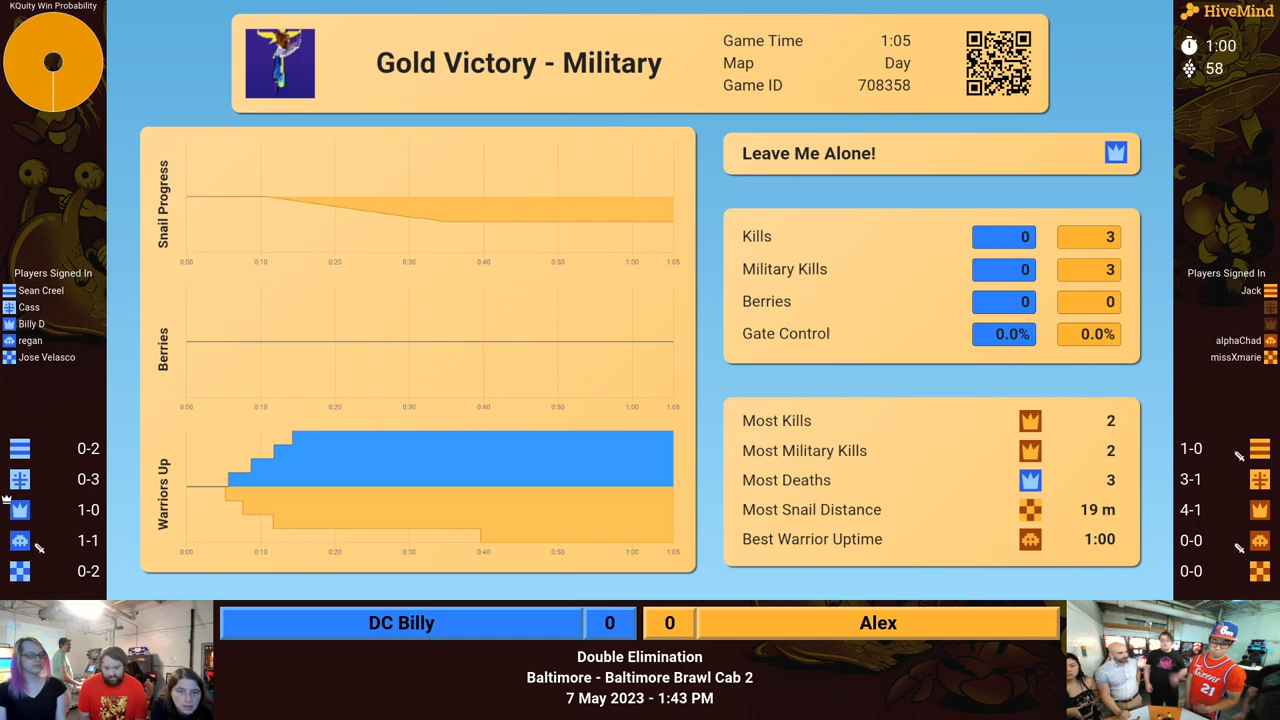 KQuity Win Probability
HiveMind
1:00
58
Gold Victory - Military
Game Time 1:05
Map Day
Game ID 708358
Snail Progress
0:00 0:10 0:20 0:30 0:40 0:50 1:00 1:05
Berries
0:00 0:10 0:20 0:30 0:40 0:50 1:00 1:05
Warriors Up
0:00 0:10 0:20 0:30 0:40 0:50 1:00 1:05
Leave Me Alone!
Kills 0 3
Military Kills 0 3
Berries 0 0
Gate Control 0.0% 0.0%
Most Kills 2
Most Military Kills 2
Most Deaths 3
Most Snail Distance 19 m
Best Warrior Uptime 1:00
Players Signed In
Sean Creel
Cass
Billy D
regan
Jose Velasco
0-2
0-3
1-0
1-1
0-2
Players Signed In
Jack
alphaChad
missXmarie
1-0
3-1
4-1
0-0
0-0
DC Billy 0 0 Alex
Double Elimination
Baltimore - Baltimore Brawl Cab 2
7 May 2023 - 1:43 PM
21